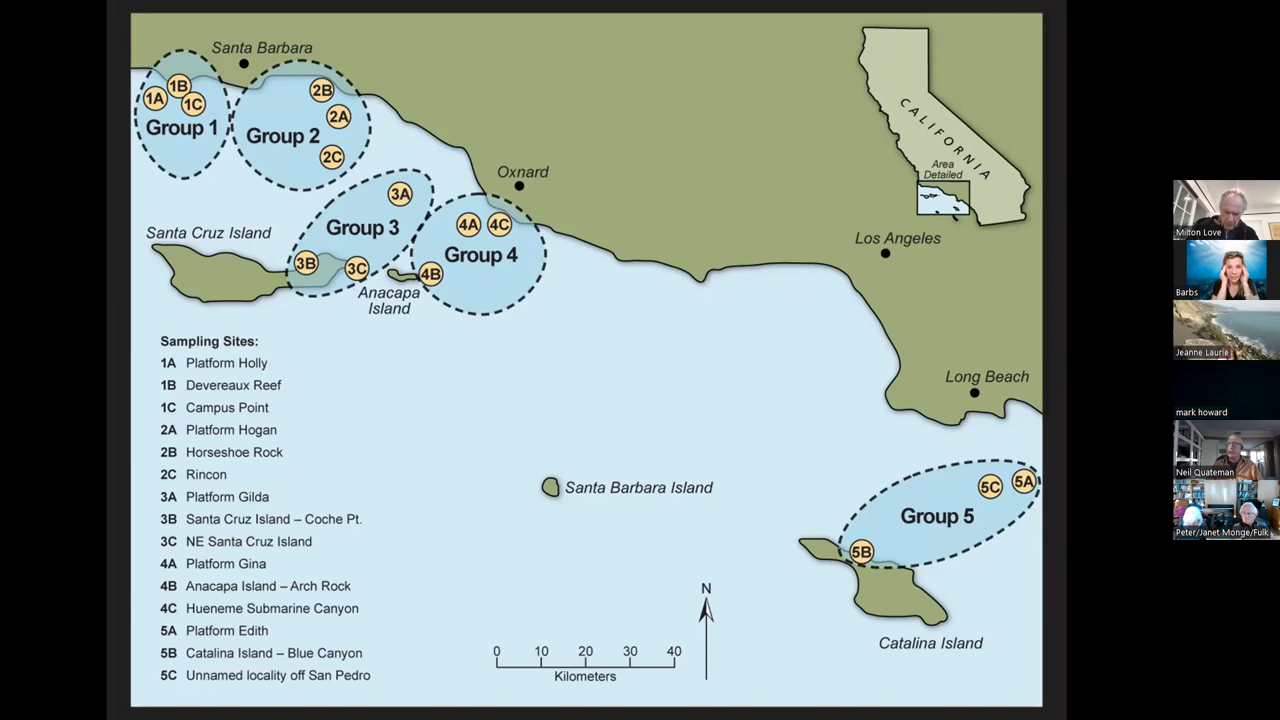 Santa Barbara
1A
1B
1C
Group 1
2B
2A
2C
Group 2
Oxnard
3A
Group 3
3B
3C
4A
4C
Group 4
4B
Santa Cruz Island
Anacapa
Island
CALIFORNIA
Area
Detailed
Los Angeles
Long Beach
Sampling Sites:
1A Platform Holly
1B Devereaux Reef
1C Campus Point
2A Platform Hogan
2B Horseshoe Rock
2C Rincon
3A Platform Gilda
3B Santa Cruz Island – Coche Pt.
3C NE Santa Cruz Island
4A Platform Gina
4B Anacapa Island – Arch Rock
4C Hueneme Submarine Canyon
5A Platform Edith
5B Catalina Island – Blue Canyon
5C Unnamed locality off San Pedro
Santa Barbara Island
5C
5A
Group 5
5B
Catalina Island
N
0 10 20 30 40
Kilometers
Milton Love
Barbs
Jeanne Laurie
mark howard
Neil Quateman
Peter/Janet Monge/Fulk